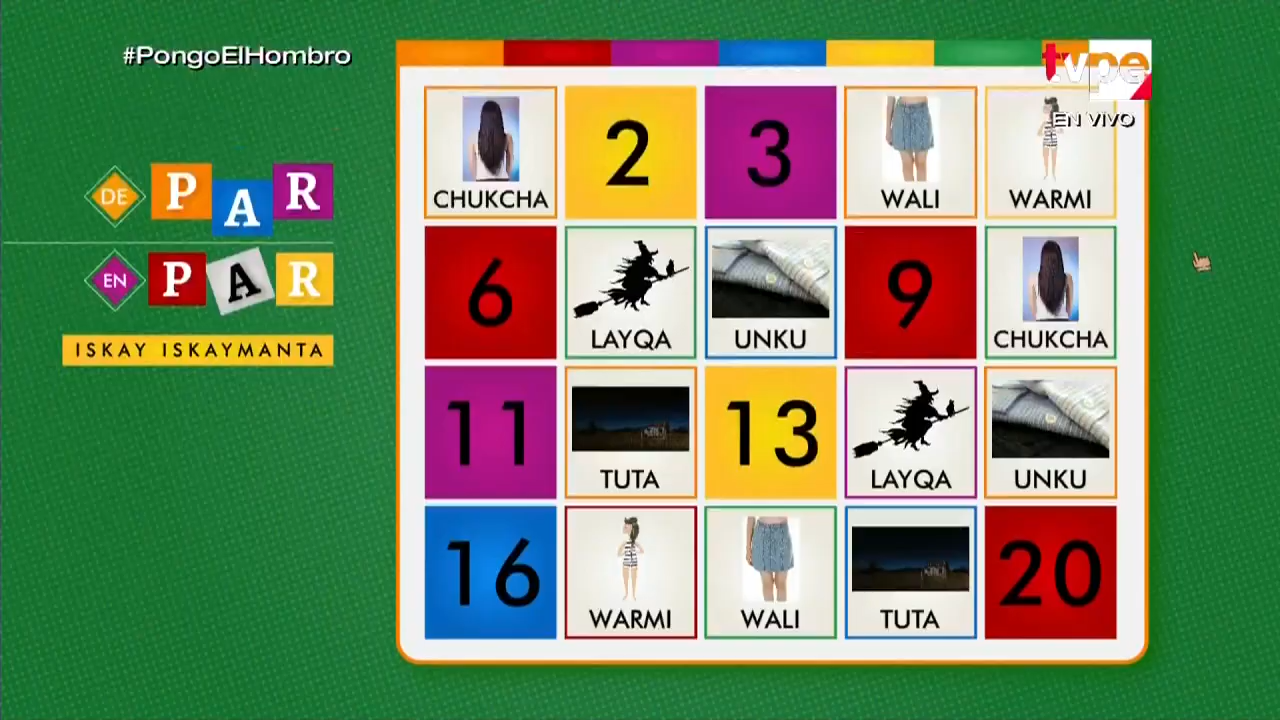 #PongoElHombro
tvpe
EN VIVO
DE PAR
EN PAR
ISKAY ISKAYMANTA
CHUKCHA 2 3 WALI WARMI
6 LAYQA UNKU 9 CHUKCHA
11 TUTA 13 LAYQA UNKU
16 WARMI WALI TUTA 20